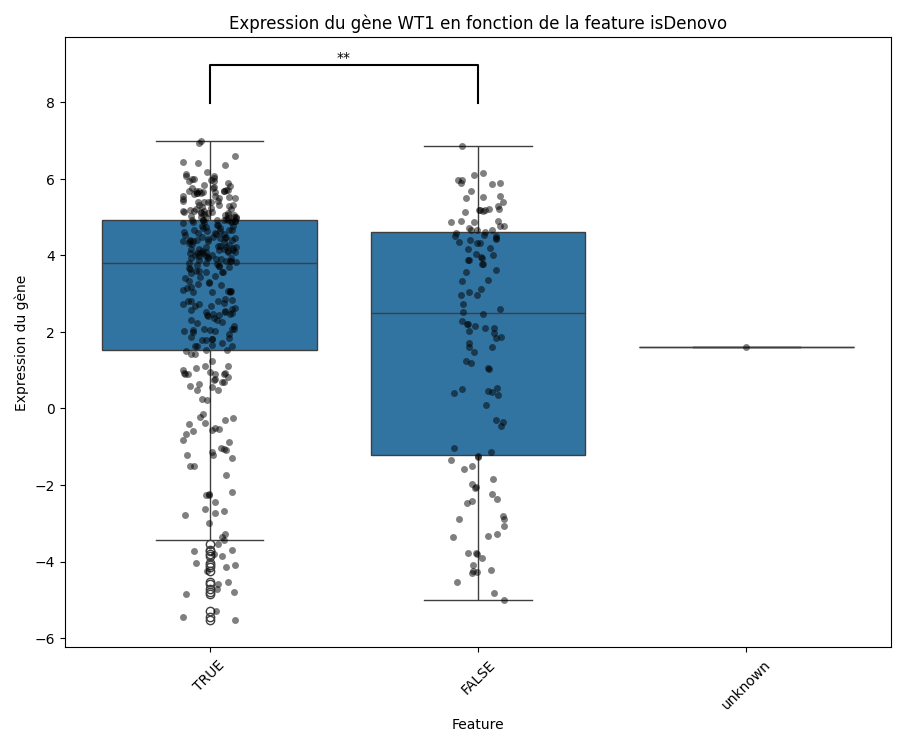 Expression du gène WT1 en fonction de la feature isDenovo
**
8
6
4
2
0
−2
−4
−6
Expression du gène
TRUE
FALSE
unknown
Feature